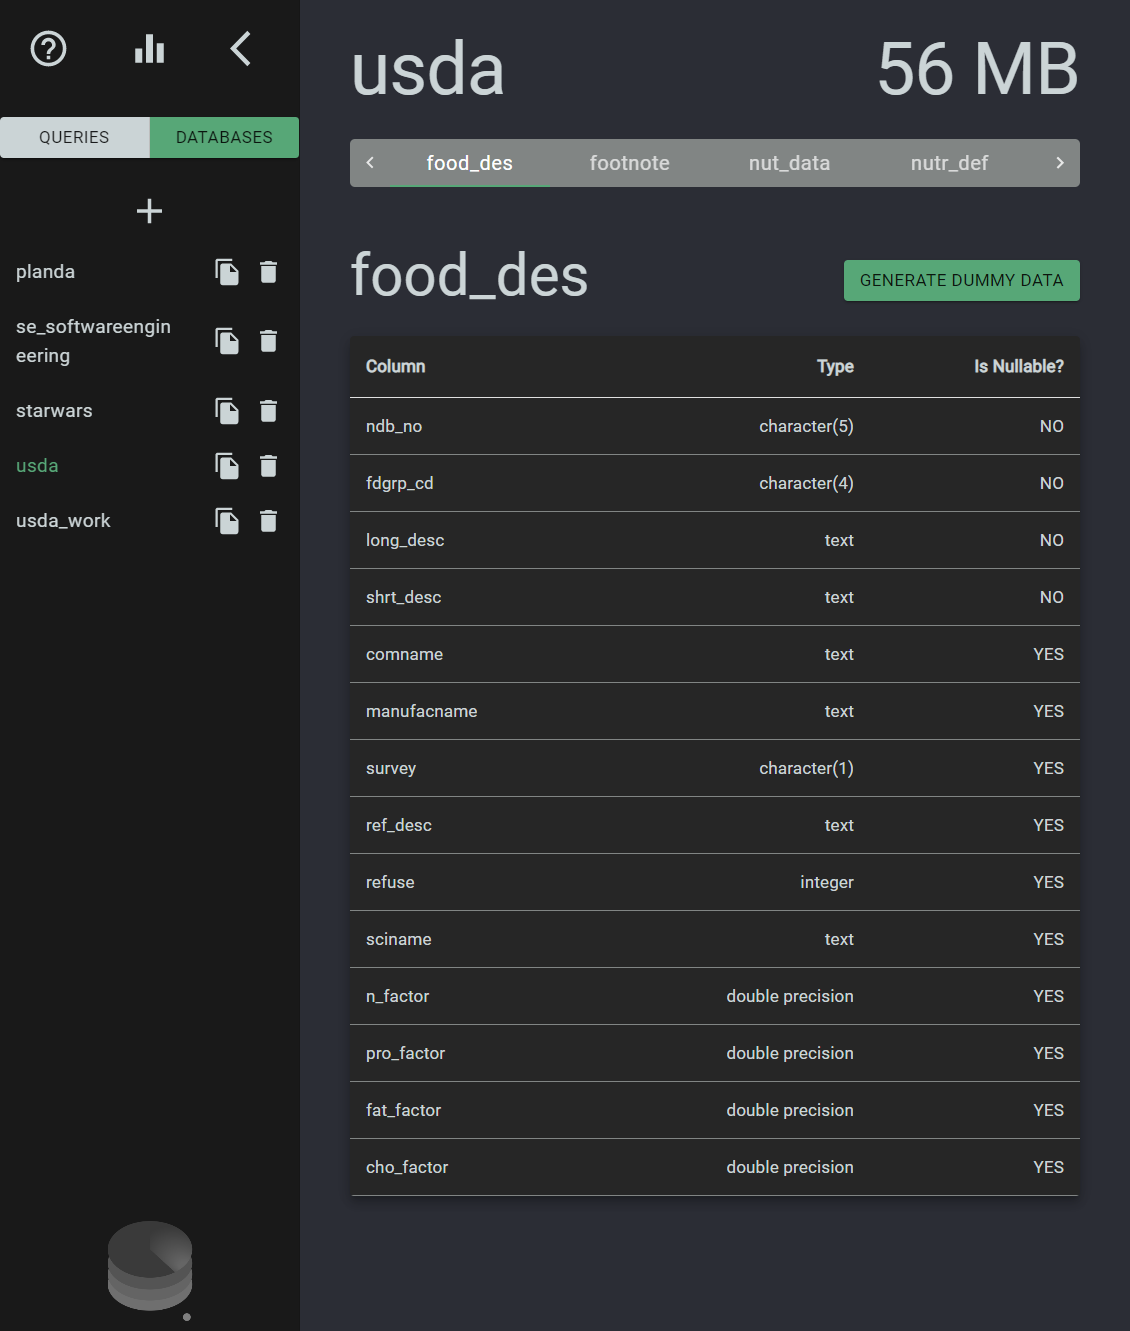 usda 56 MB
QUERIES DATABASES
food_des footnote nut_data nutr_def
planda
se_softwareengin
eering
starwars
usda
usda_work
food_des GENERATE DUMMY DATA
Column Type Is Nullable?
ndb_no character(5) NO
fdgrp_cd character(4) NO
long_desc text NO
shrt_desc text NO
comname text YES
manufacname text YES
survey character(1) YES
ref_desc text YES
refuse integer YES
sciname text YES
n_factor double precision YES
pro_factor double precision YES
fat_factor double precision YES
cho_factor double precision YES